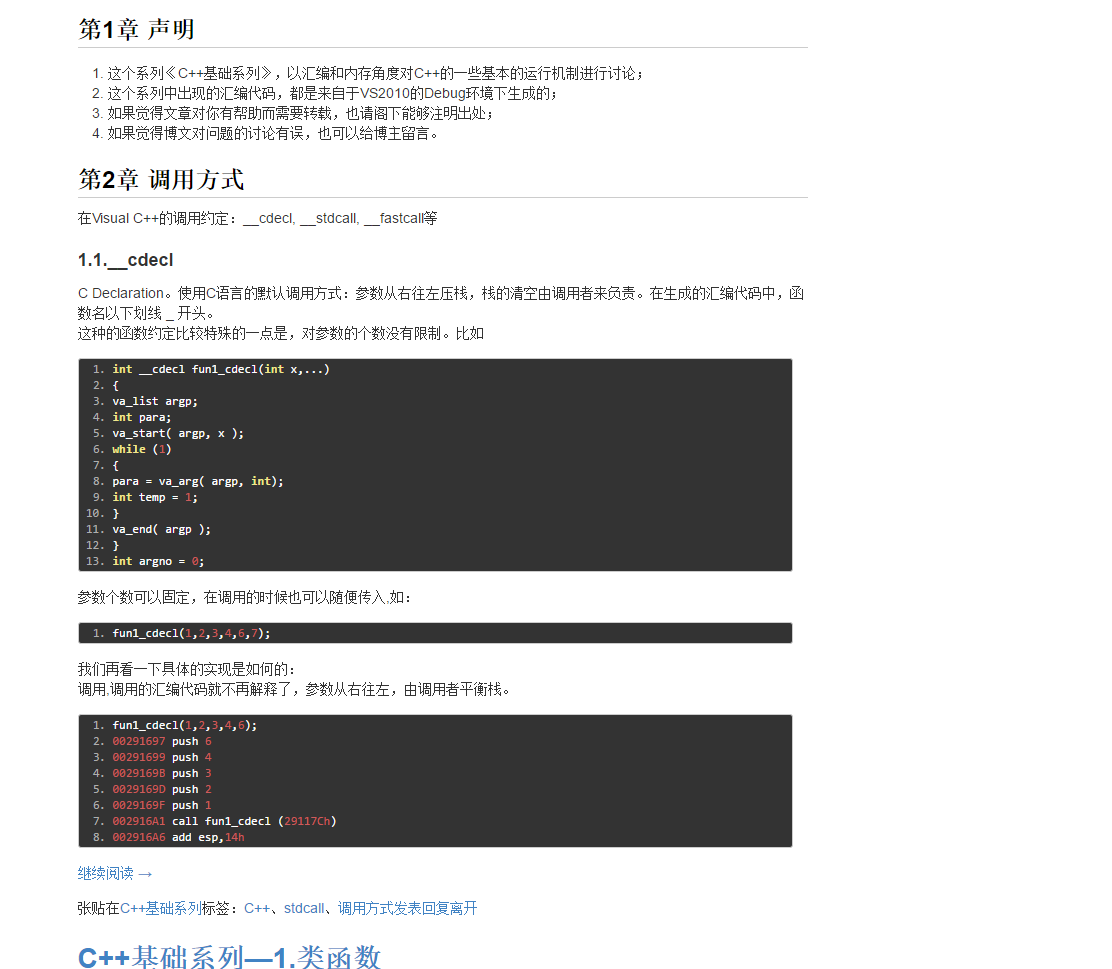 第1章 声明
1. 这个系列《C++基础系列》，以汇编和内存角度对C++的一些基本的运行机制进行讨论；
2. 这个系列中出现的汇编代码，都是来自于VS2010的Debug环境下生成的；
3. 如果觉得文章对你有帮助而需要转载，也请阁下能够注明出处；
4. 如果觉得博文对问题的讨论有误，也可以给博主留言。
第2章 调用方式
在Visual C++的调用约定：__cdecl, __stdcall, __fastcall等
1.1.__cdecl
C Declaration。使用C语言的默认调用方式：参数从右往左压栈，栈的清空由调用者来负责。在生成的汇编代码中，函
数名以下划线 _ 开头。
这种的函数约定比较特殊的一点是，对参数的个数没有限制。比如
1. int __cdecl fun1_cdecl(int x,...)
2. {
3. va_list argp;
4. int para;
5. va_start( argp, x );
6. while (1)
7. {
8. para = va_arg( argp, int);
9. int temp = 1;
10. }
11. va_end( argp );
12. }
13. int argno = 0;
参数个数可以固定，在调用的时候也可以随便传入,如：
1. fun1_cdecl(1,2,3,4,6,7);
我们再看一下具体的实现是如何的：
调用,调用的汇编代码就不再解释了，参数从右往左，由调用者平衡栈。
1. fun1_cdecl(1,2,3,4,6);
2. 00291697 push 6
3. 00291699 push 4
4. 0029169B push 3
5. 0029169D push 2
6. 0029169F push 1
7. 002916A1 call fun1_cdecl (29117Ch)
8. 002916A6 add esp,14h
继续阅读 →
张贴在C++基础系列标签：C++、stdcall、调用方式发表回复离开
C++基础系列—1.类函数